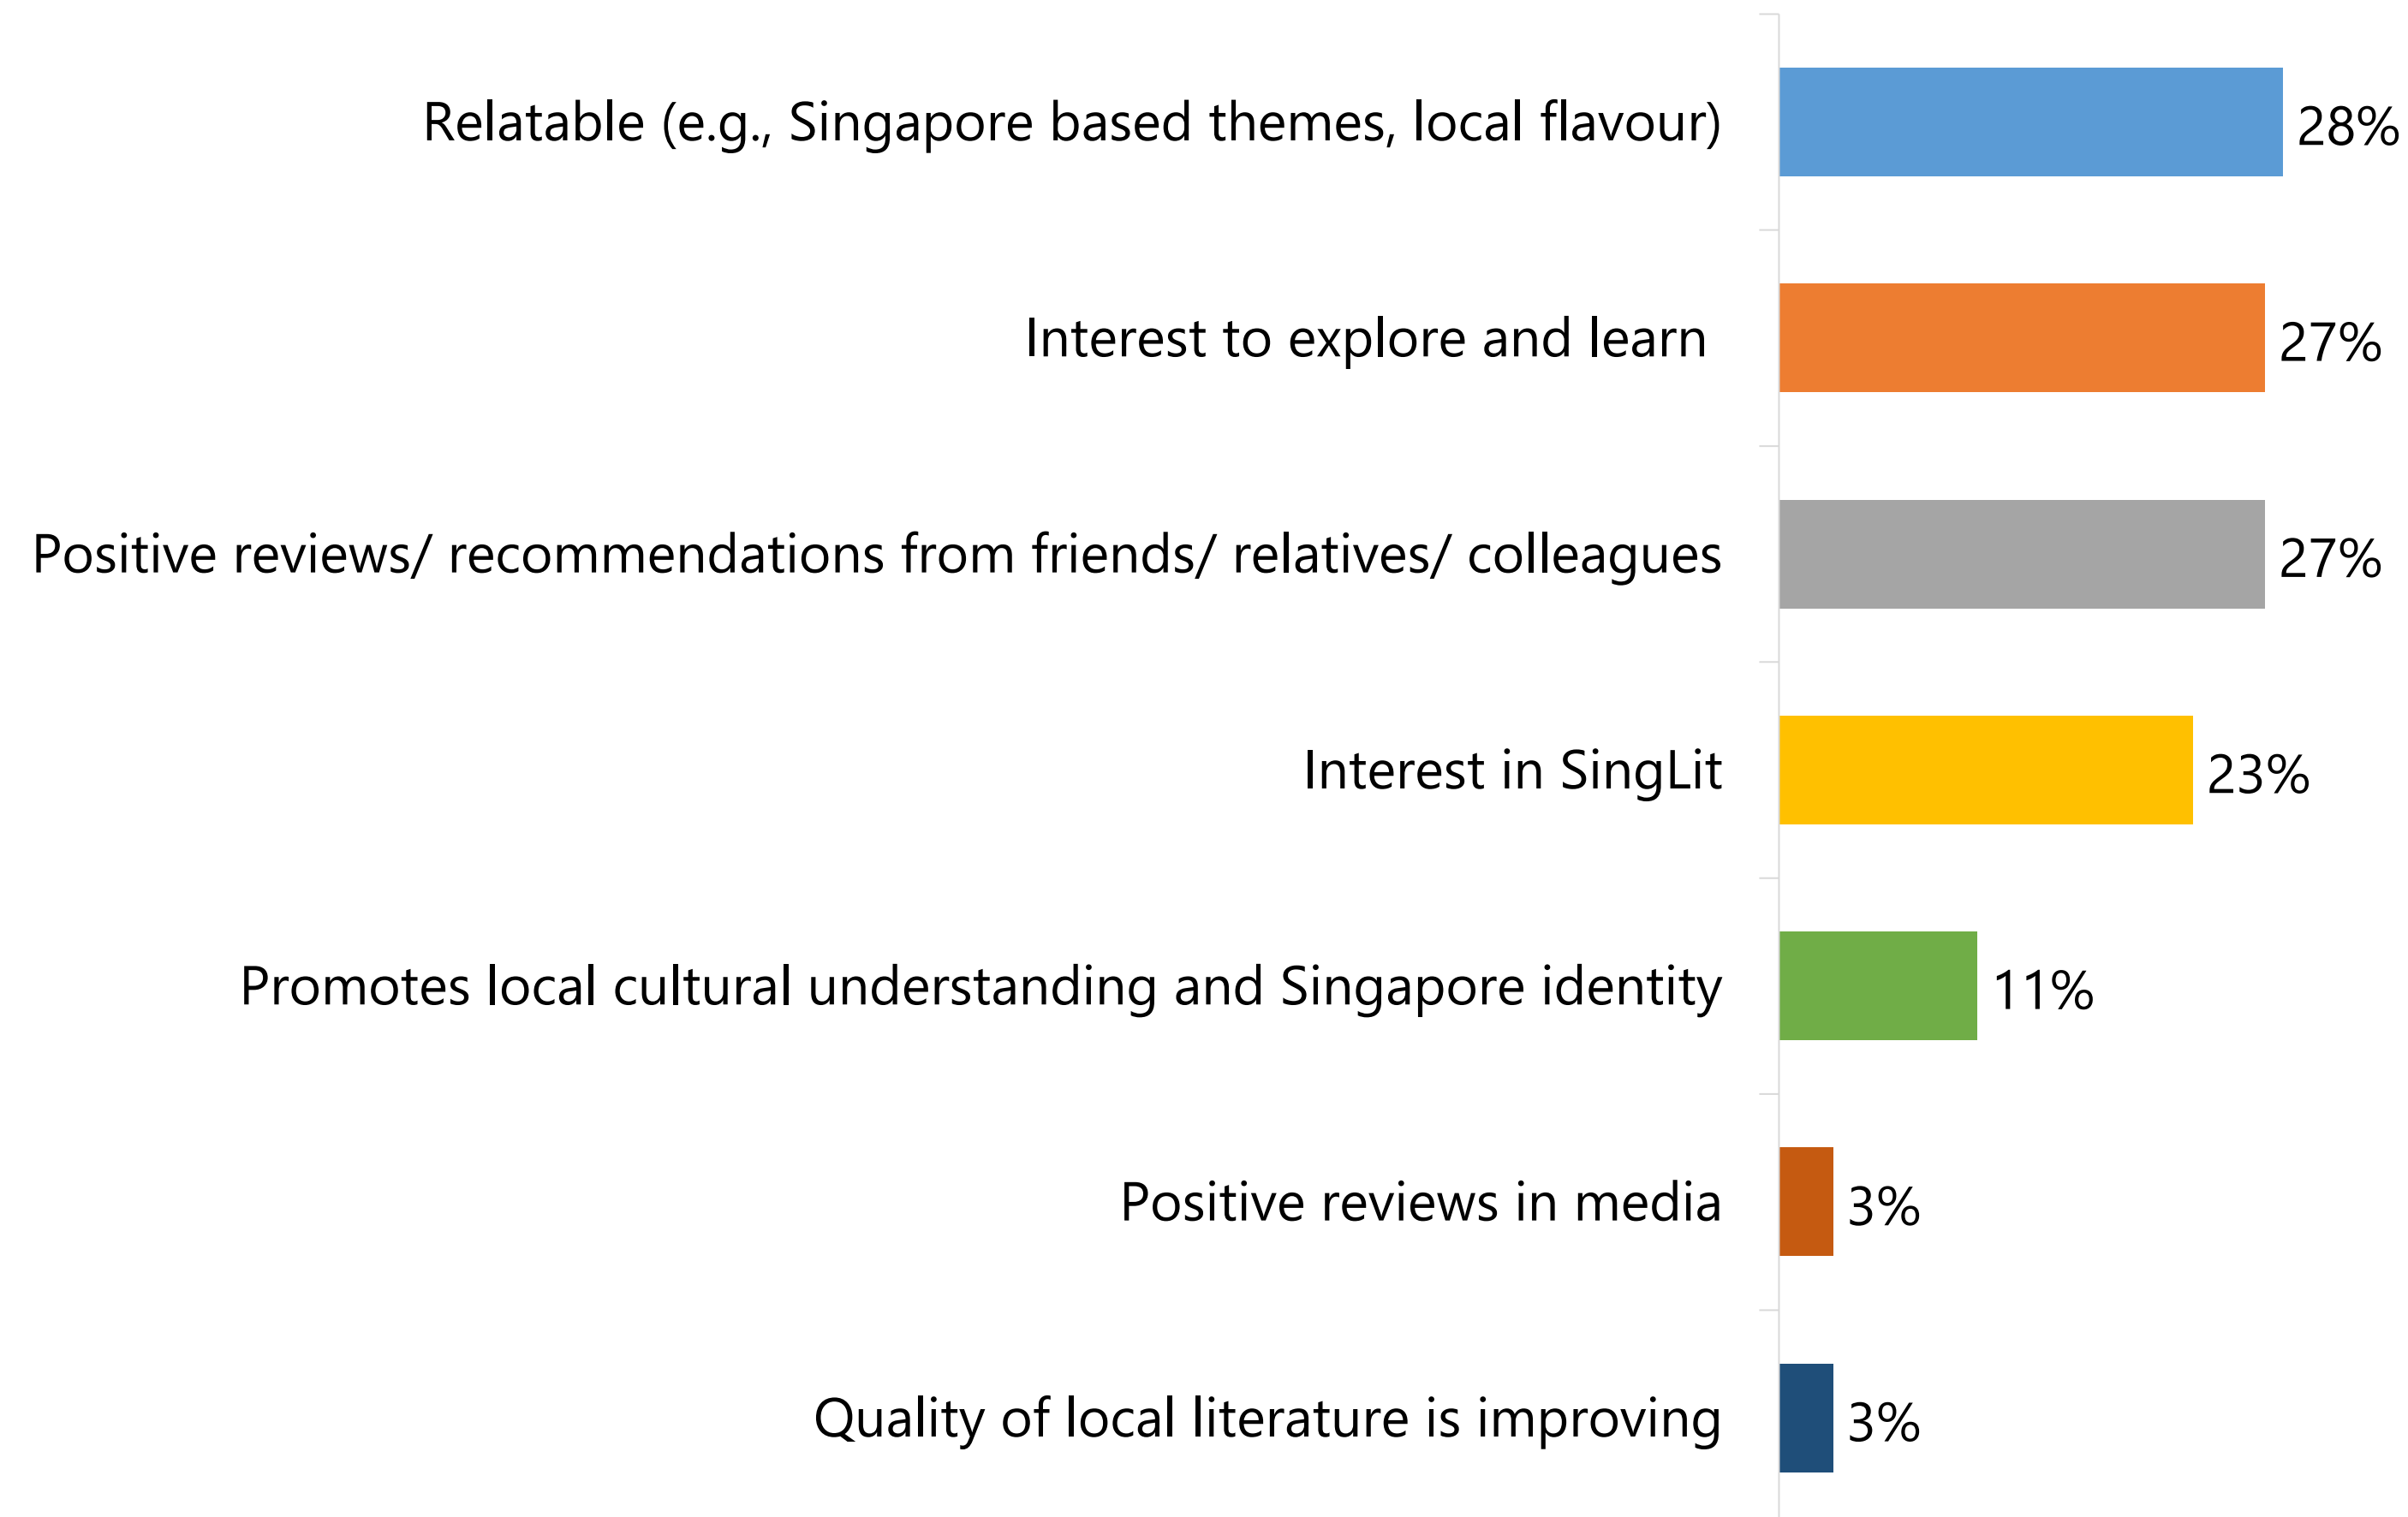 Relatable (e.g., Singapore based themes, local flavour) 28%
Interest to explore and learn 27%
Positive reviews/ recommendations from friends/ relatives/ colleagues 27%
Interest in SingLit 23%
Promotes local cultural understanding and Singapore identity 11%
Positive reviews in media 3%
Quality of local literature is improving 3%